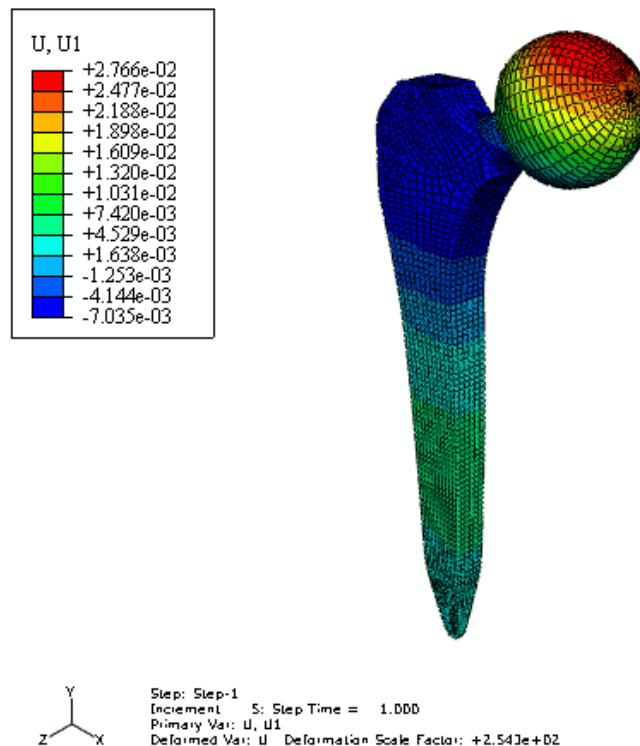 U, U1
+2.766e-02
+2.477e-02
+2.188e-02
+1.898e-02
+1.609e-02
+1.320e-02
+1.031e-02
+7.420e-03
+4.529e-03
+1.638e-03
-1.253e-03
-4.144e-03
-7.035e-03
Y
Z X
Step: Step-1
Increment 5: Step Time = 1.000
Primary Var: U, U1
Deformed Var: U Deformation Scale Factor: +2.543e+02